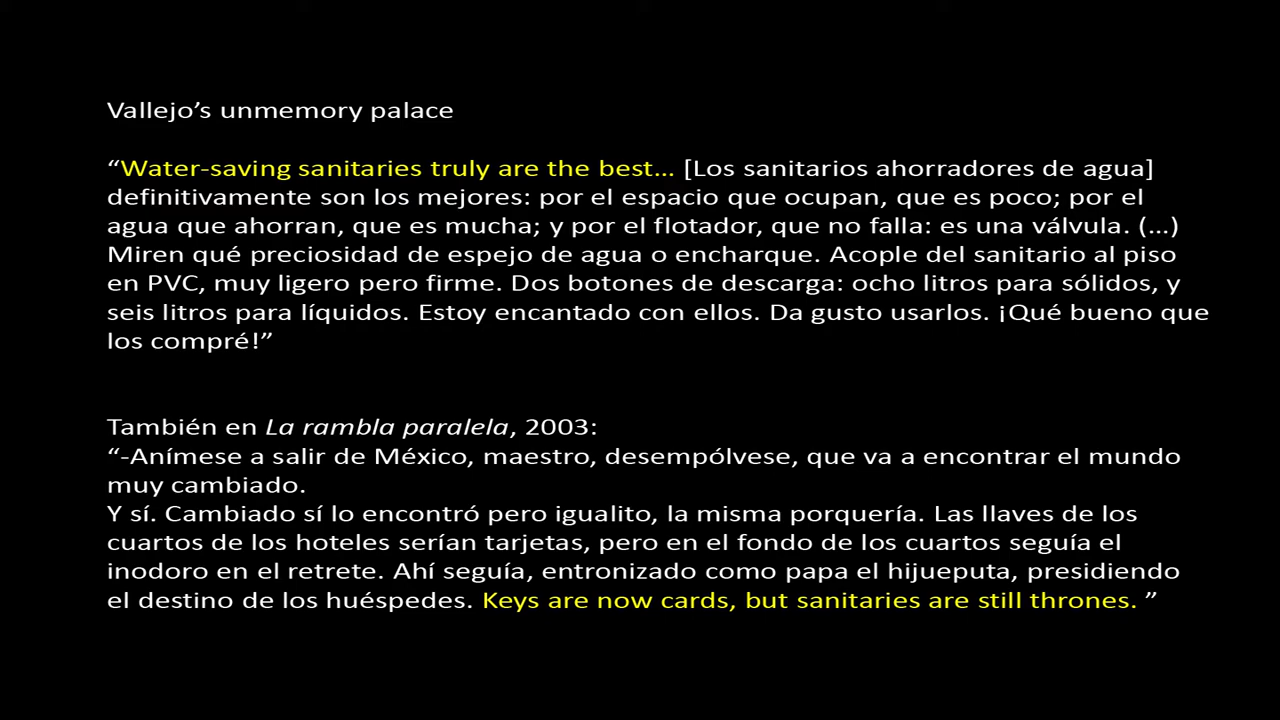 Vallejo’s unmemory palace
“Water-saving sanitaries truly are the best... [Los sanitarios ahorradores de agua]
definitivamente son los mejores: por el espacio que ocupan, que es poco; por el
agua que ahorran, que es mucha; y por el flotador, que no falla: es una válvula. (...)
Miren qué preciosidad de espejo de agua o encharque. Acople del sanitario al piso
en PVC, muy ligero pero firme. Dos botones de descarga: ocho litros para sólidos, y
seis litros para líquidos. Estoy encantado con ellos. Da gusto usarlos. ¡Qué bueno que
los compré!”
También en La rambla paralela, 2003:
“-Anímese a salir de México, maestro, desempólvese, que va a encontrar el mundo
muy cambiado.
Y sí. Cambiado sí lo encontró pero igualito, la misma porquería. Las llaves de los
cuartos de los hoteles serían tarjetas, pero en el fondo de los cuartos seguía el
inodoro en el retrete. Ahí seguía, entronizado como papa el hijueputa, presidiendo
el destino de los huéspedes. Keys are now cards, but sanitaries are still thrones. ”